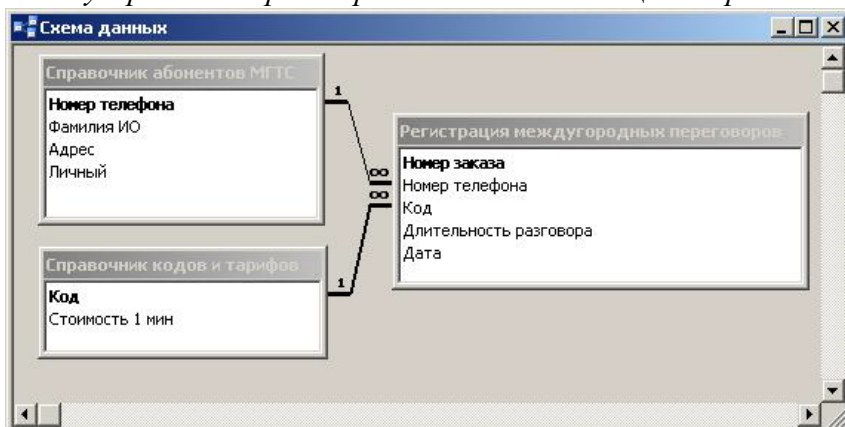 Схема данных
Справочник абонентов МГТС
Номер телефона
Фамилия ИО
Адрес
Личный
1
∞
∞
Регистрация междугородных переговоров
Номер заказа
Номер телефона
Код
Длительность разговора
Дата
Справочник кодов и тарифов
Код
Стоимость 1 мин
1